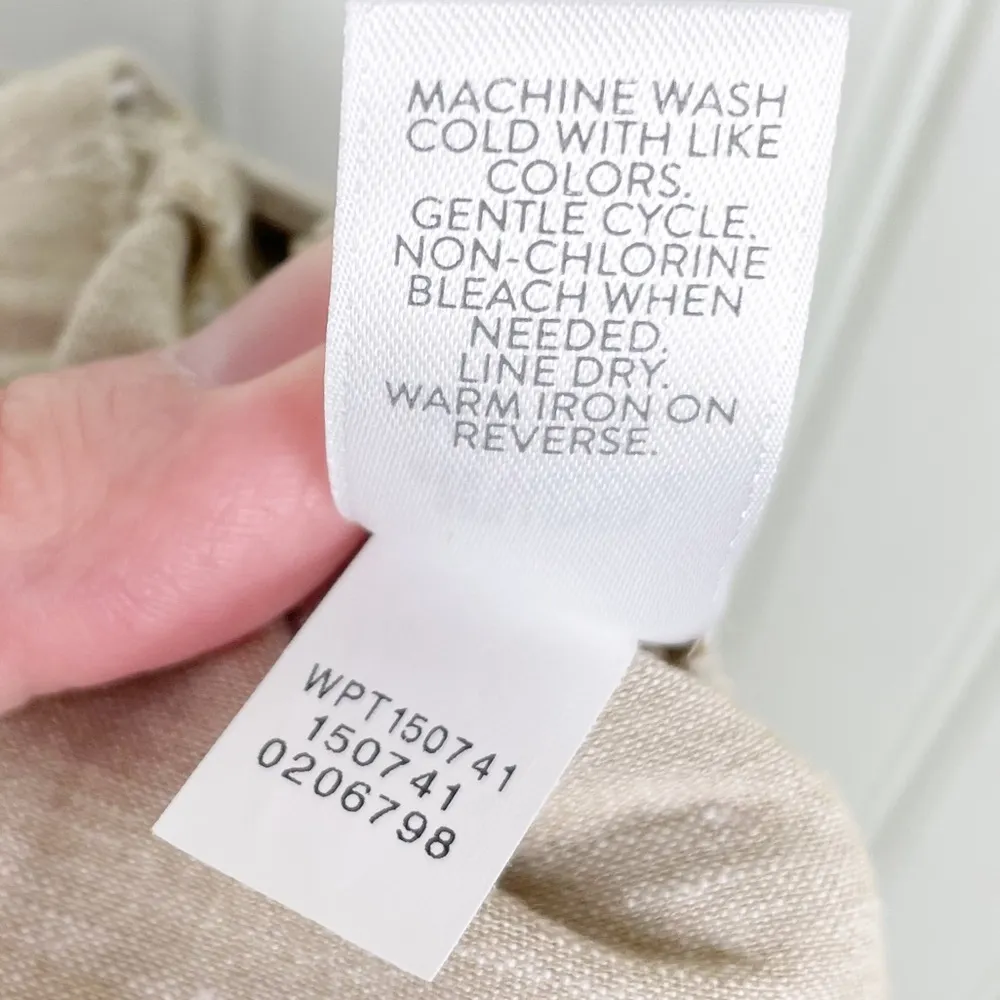 MACHINE WASH
COLD WITH LIKE
COLORS.
GENTLE CYCLE.
NON-CHLORINE
BLEACH WHEN
NEEDED.
LINE DRY.
WARM IRON ON
REVERSE.
WPT150741
150741
0206798